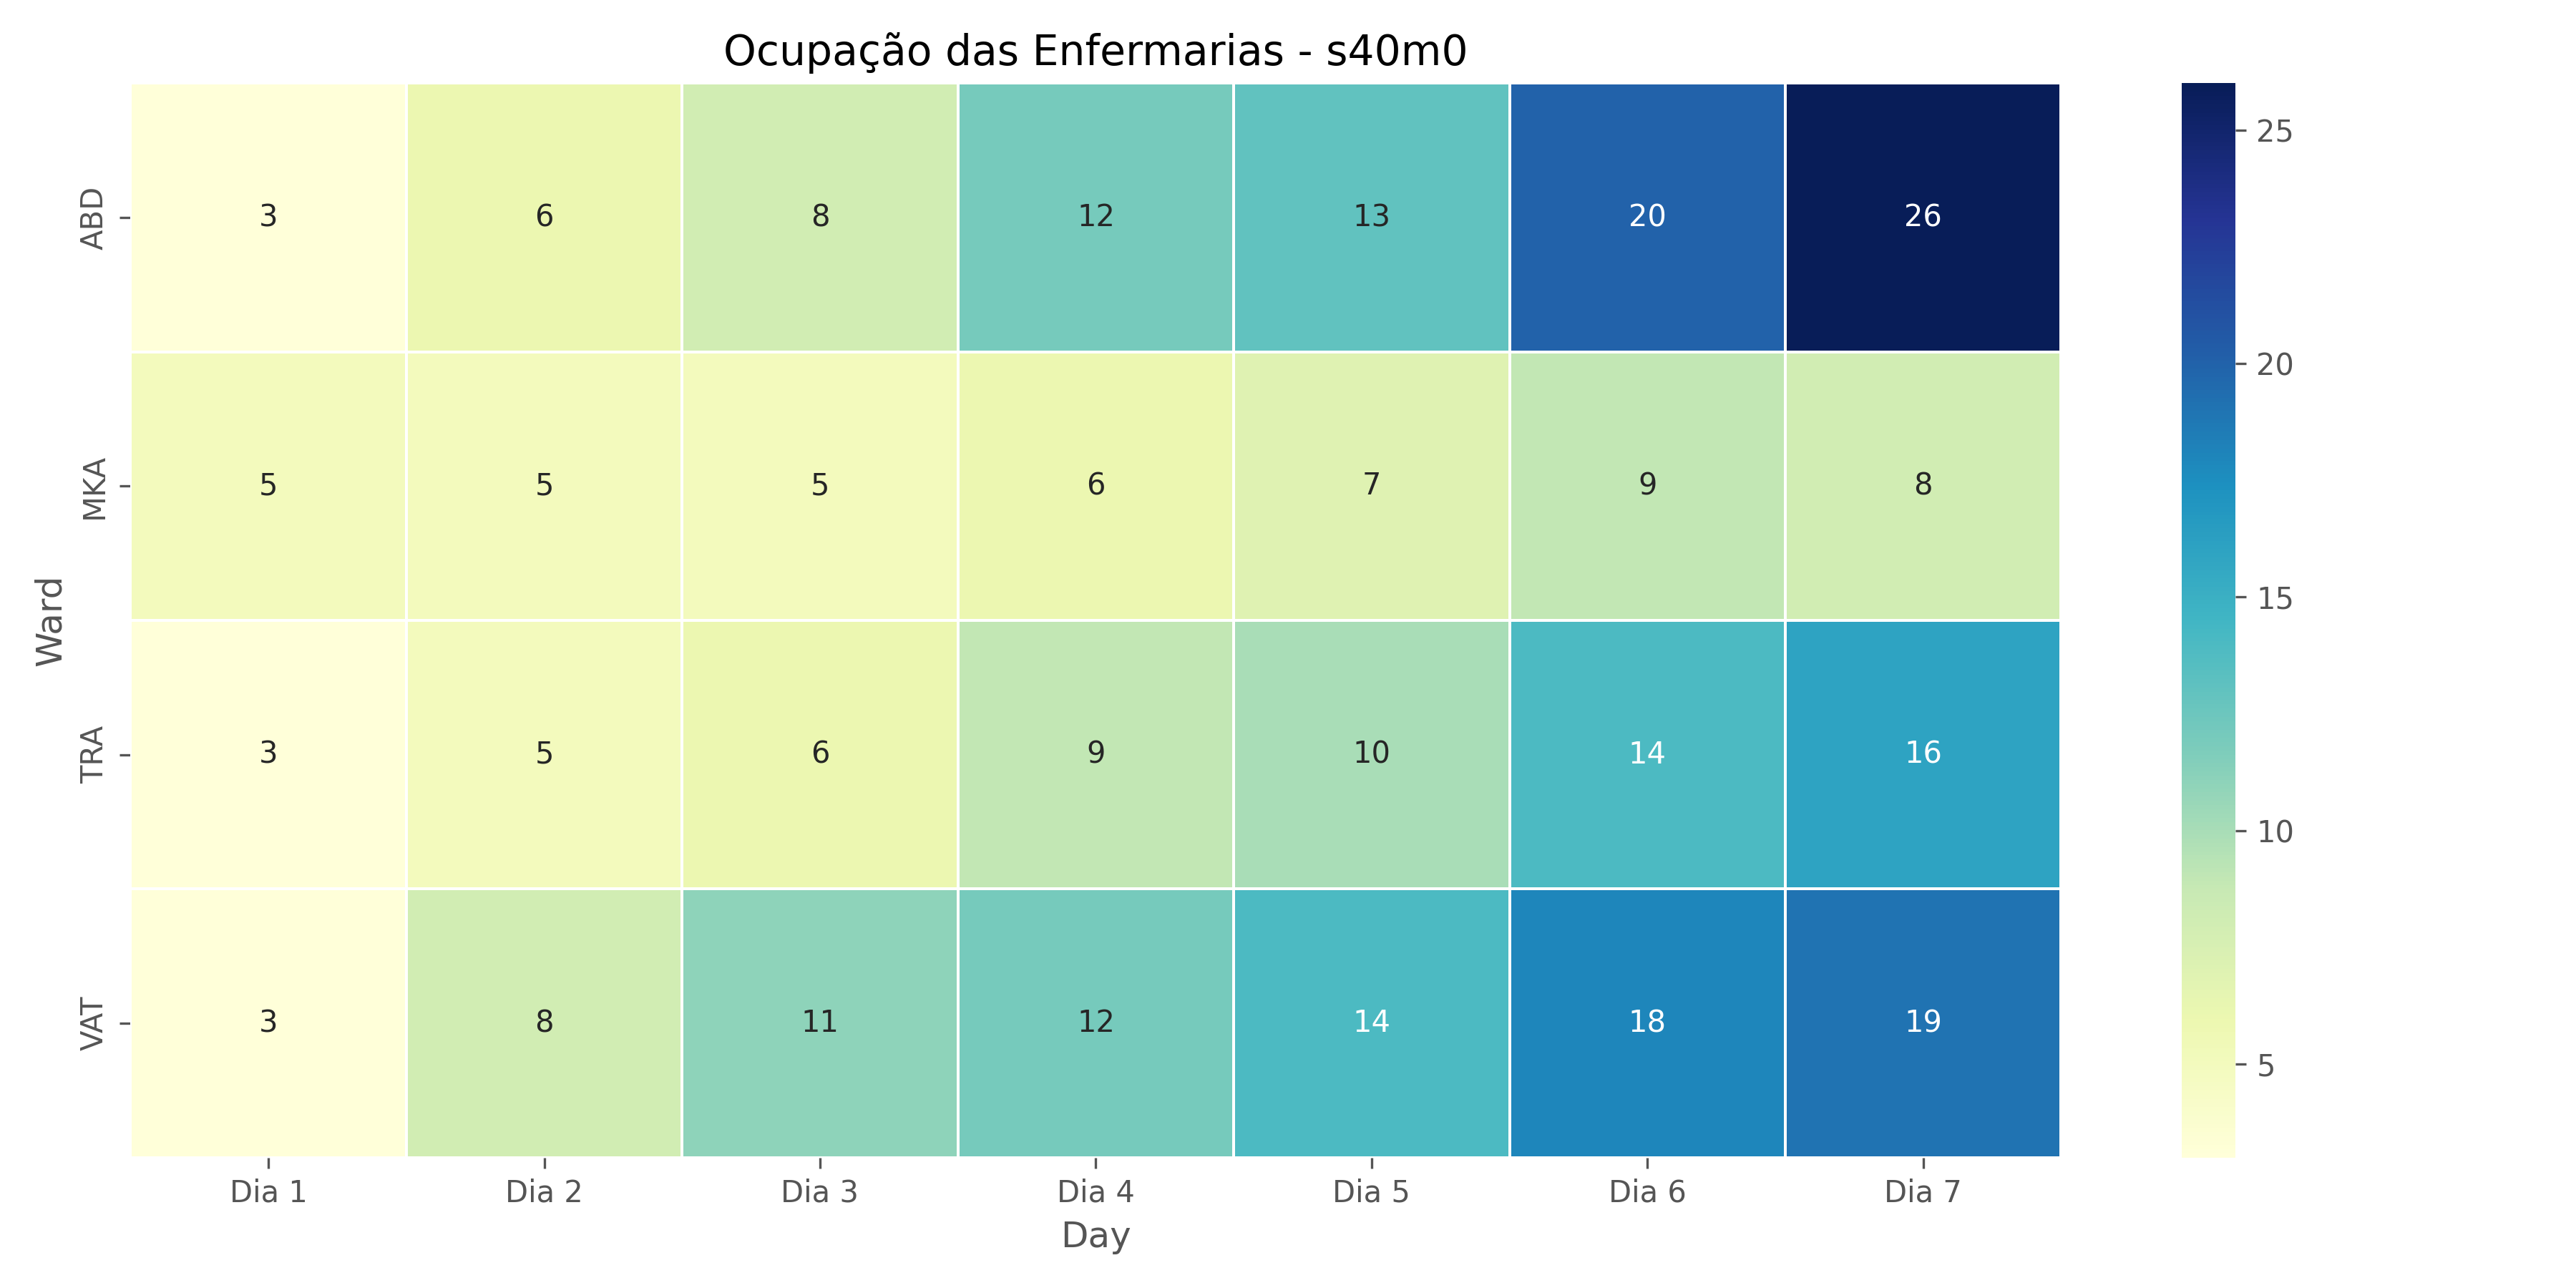 Ocupação das Enfermarias - s40m0
Ward
ABD 3 6 8 12 13 20 26
MKA 5 5 5 6 7 9 8
TRA 3 5 6 9 10 14 16
VAT 3 8 11 12 14 18 19
Dia 1 Dia 2 Dia 3 Dia 4 Dia 5 Dia 6 Dia 7
Day
25
20
15
10
5